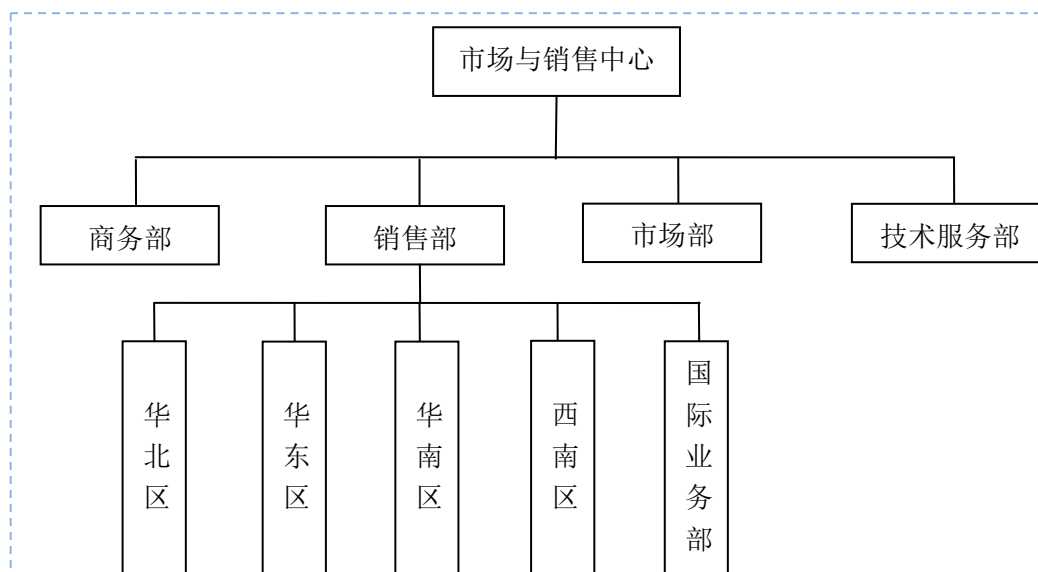 市场与销售中心
商务部
销售部
市场部
技术服务部
华北区
华东区
华南区
西南区
国际业务部